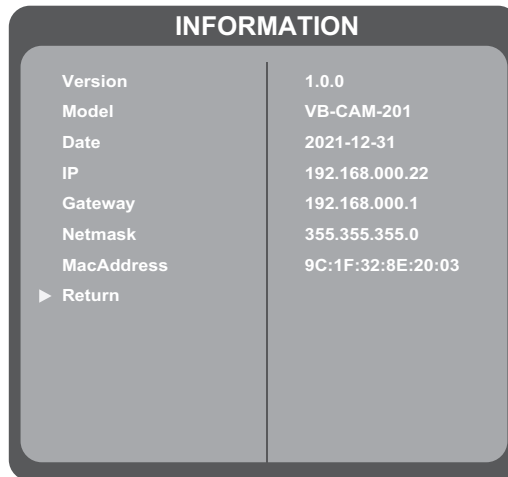 INFORMATION
Version 1.0.0
Model VB-CAM-201
Date 2021-12-31
IP 192.168.000.22
Gateway 192.168.000.1
Netmask 355.355.355.0
MacAddress 9C:1F:32:8E:20:03
Return